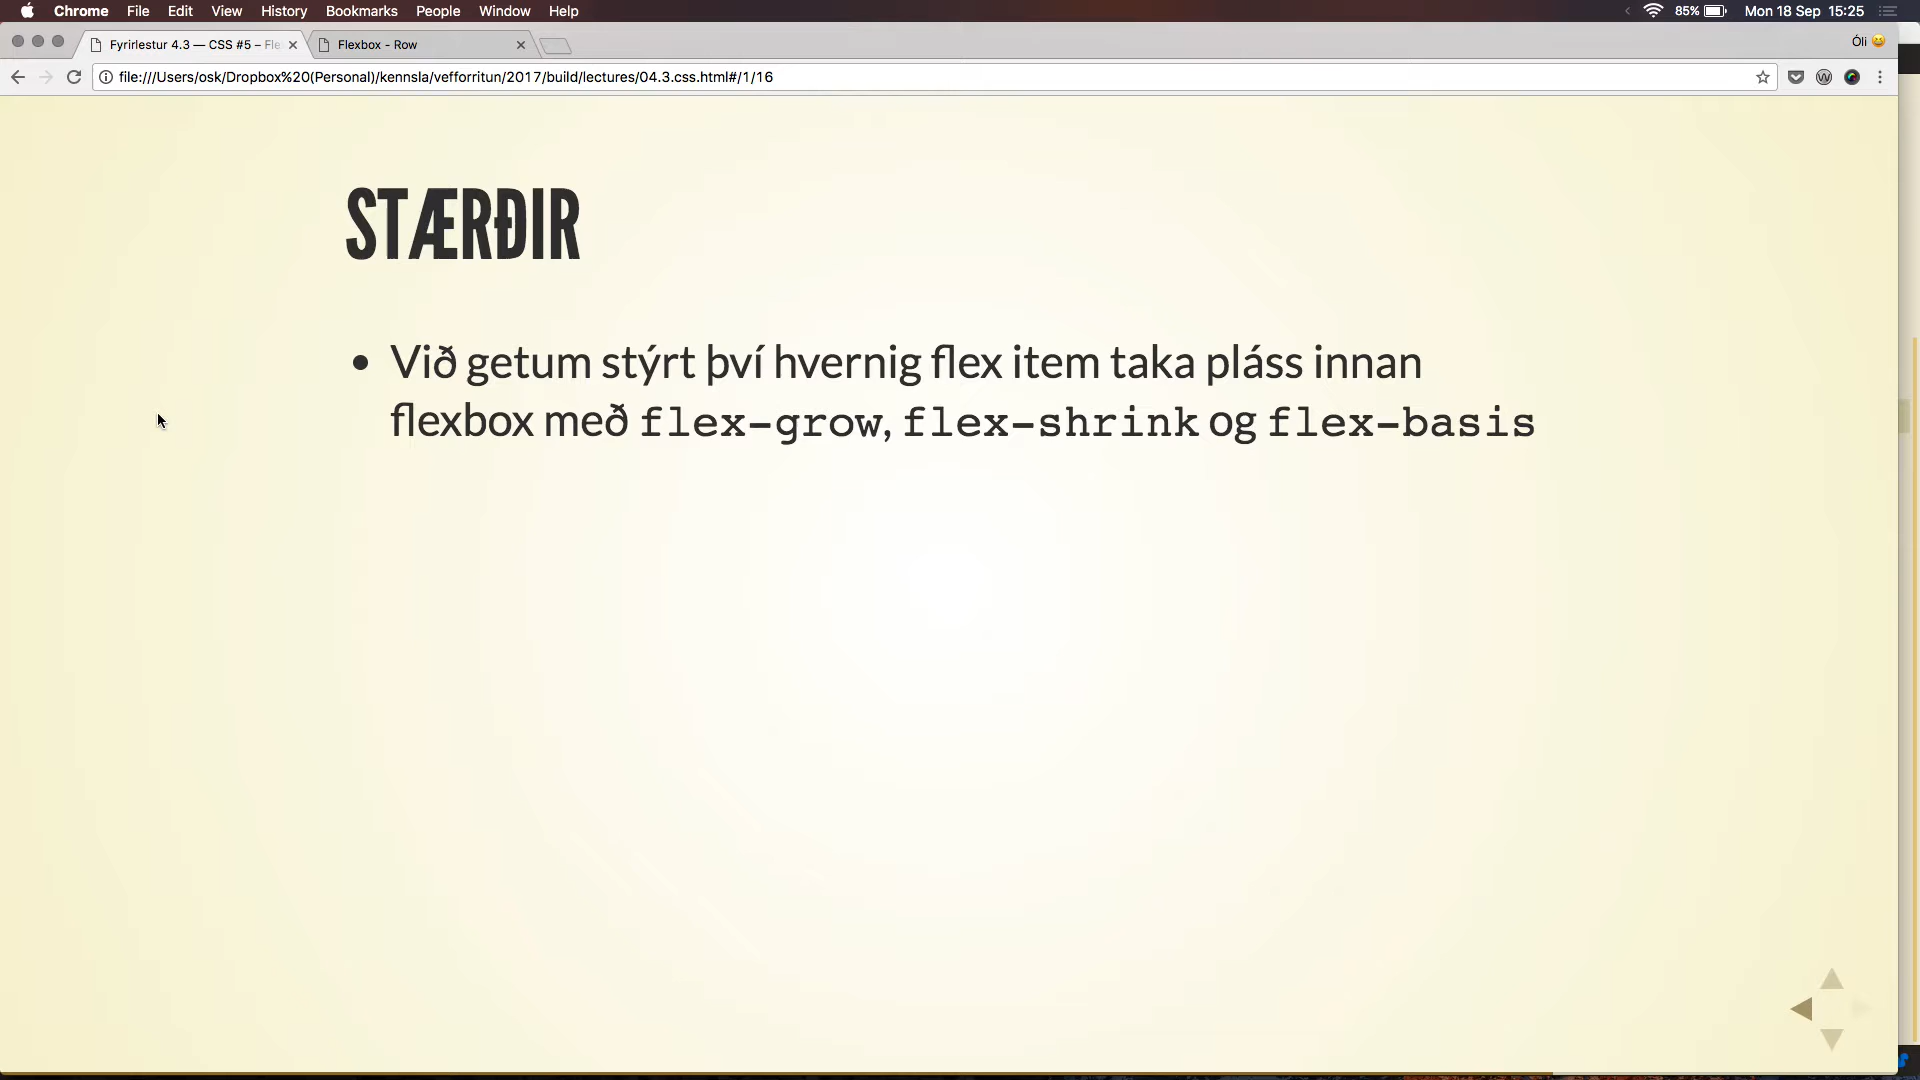 Chrome File Edit View History Bookmarks People Window Help 85% Mon 18 Sep 15:25
Fyrirlestur 4.3 — CSS #5 – Fle Flexbox - Row Óli
file:///Users/osk/Dropbox%20(Personal)/kennsla/vefforritun/2017/build/lectures/04.3.css.html#/1/16
STÆRÐIR
Við getum stýrt því hvernig flex item taka pláss innan
flexbox með flex-grow, flex-shrink og flex-basis